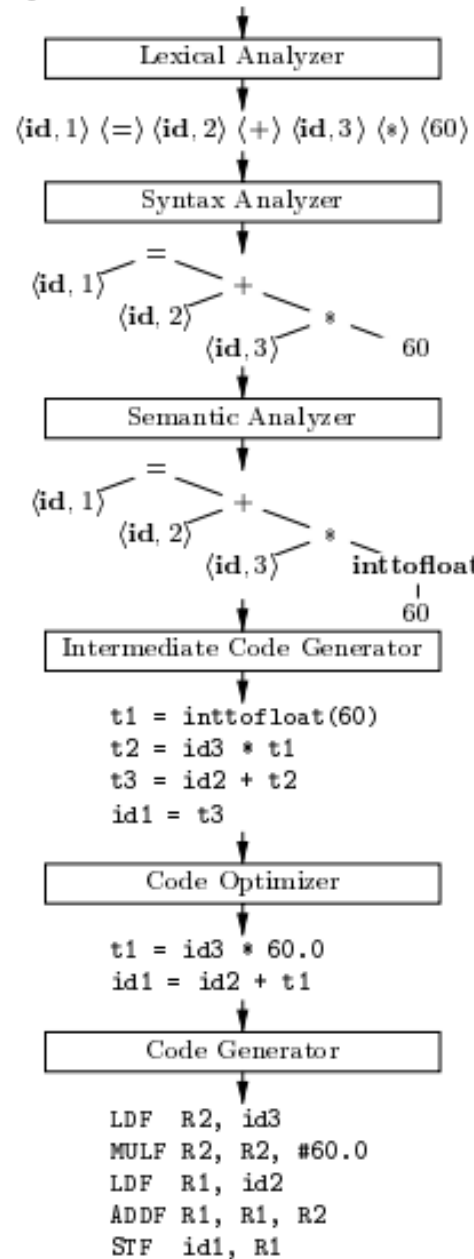 Lexical Analyzer
⟨id, 1⟩ ⟨=⟩ ⟨id, 2⟩ ⟨+⟩ ⟨id, 3⟩ ⟨*⟩ ⟨60⟩
Syntax Analyzer
=
⟨id, 1⟩ +
⟨id, 2⟩ *
⟨id, 3⟩ 60
Semantic Analyzer
=
⟨id, 1⟩ +
⟨id, 2⟩ *
⟨id, 3⟩ inttofloat
60
Intermediate Code Generator
t1 = inttofloat(60)
t2 = id3 * t1
t3 = id2 + t2
id1 = t3
Code Optimizer
t1 = id3 * 60.0
id1 = id2 + t1
Code Generator
LDF R2, id3
MULF R2, R2, #60.0
LDF R1, id2
ADDF R1, R1, R2
STF id1, R1